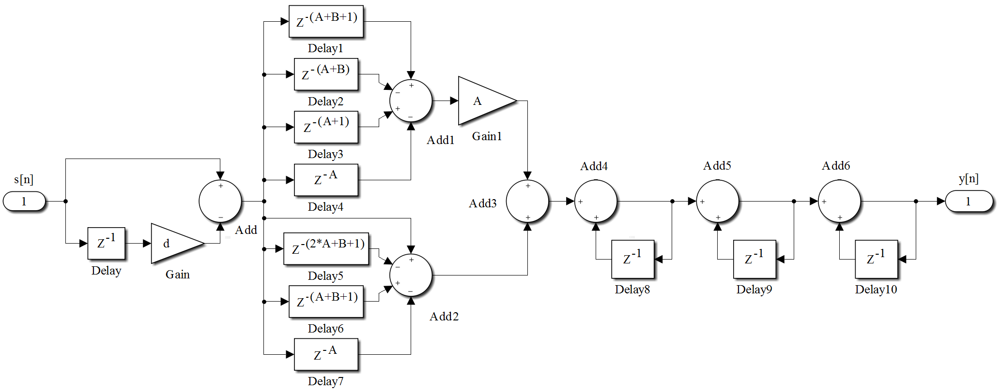 s[n]
1
Z-1
Delay
d
Gain
+
−
Add
Z-(A+B+1)
Delay1
Z-(A+B)
Delay2
Z-(A+1)
Delay3
Z-A
Delay4
+
−
+
−
Add1
A
Gain1
Z-(2*A+B+1)
Delay5
Z-(A+B+1)
Delay6
Z-A
Delay7
+
−
+
−
Add2
Add3
+
+
Add4
+
+
Z-1
Delay8
Add5
+
+
Z-1
Delay9
Add6
+
+
Z-1
Delay10
y[n]
1